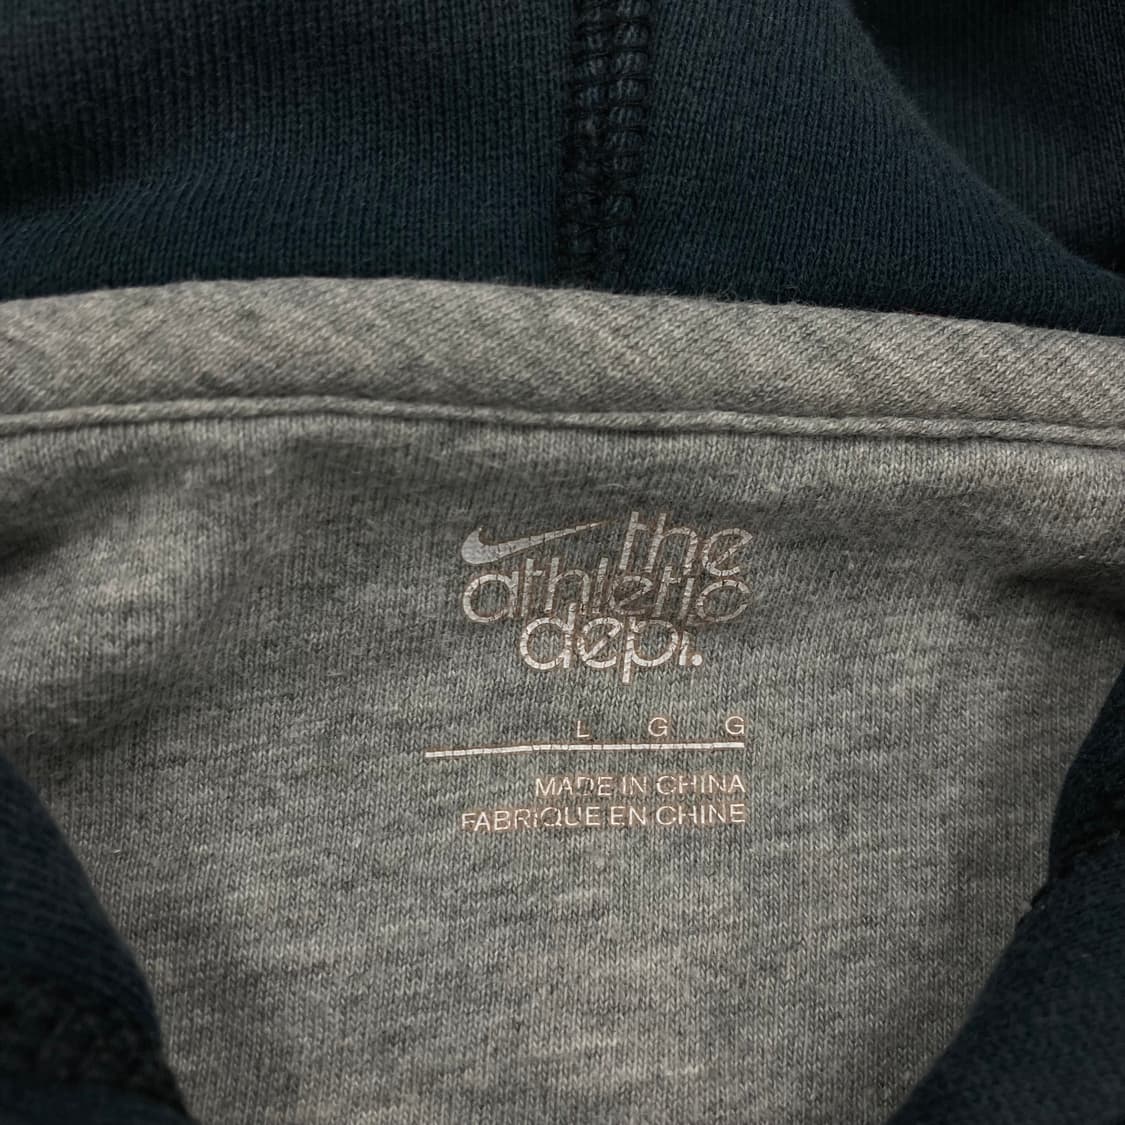 the
athletic
dept.
L G G
MADE IN CHINA
FABRIQUE EN CHINE